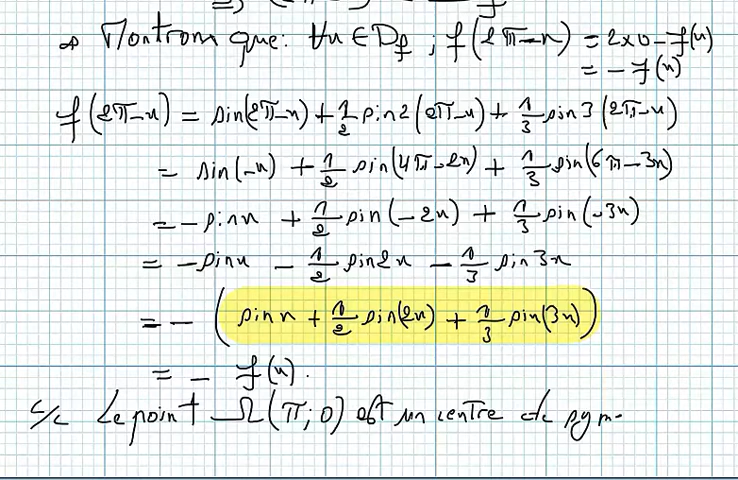 ⇒ Montrons que: ∀x ∈ Df ; f(2π-x) = 2×0 - f(x)
= - f(x)
f(2π-x) = sin(2π-x) + 1/2 sin2(2π-x) + 1/3 sin3(2π-x)
= sin(-x) + 1/2 sin(4π-2x) + 1/3 sin(6π-3x)
= -sinx + 1/2 sin(-2x) + 1/3 sin(-3x)
= -sinx - 1/2 sin2x - 1/3 sin3x
= - (sinx + 1/2 sin(2x) + 1/3 sin(3x))
= - f(x).
c/c Le point Ω(π;0) est un centre de sym-